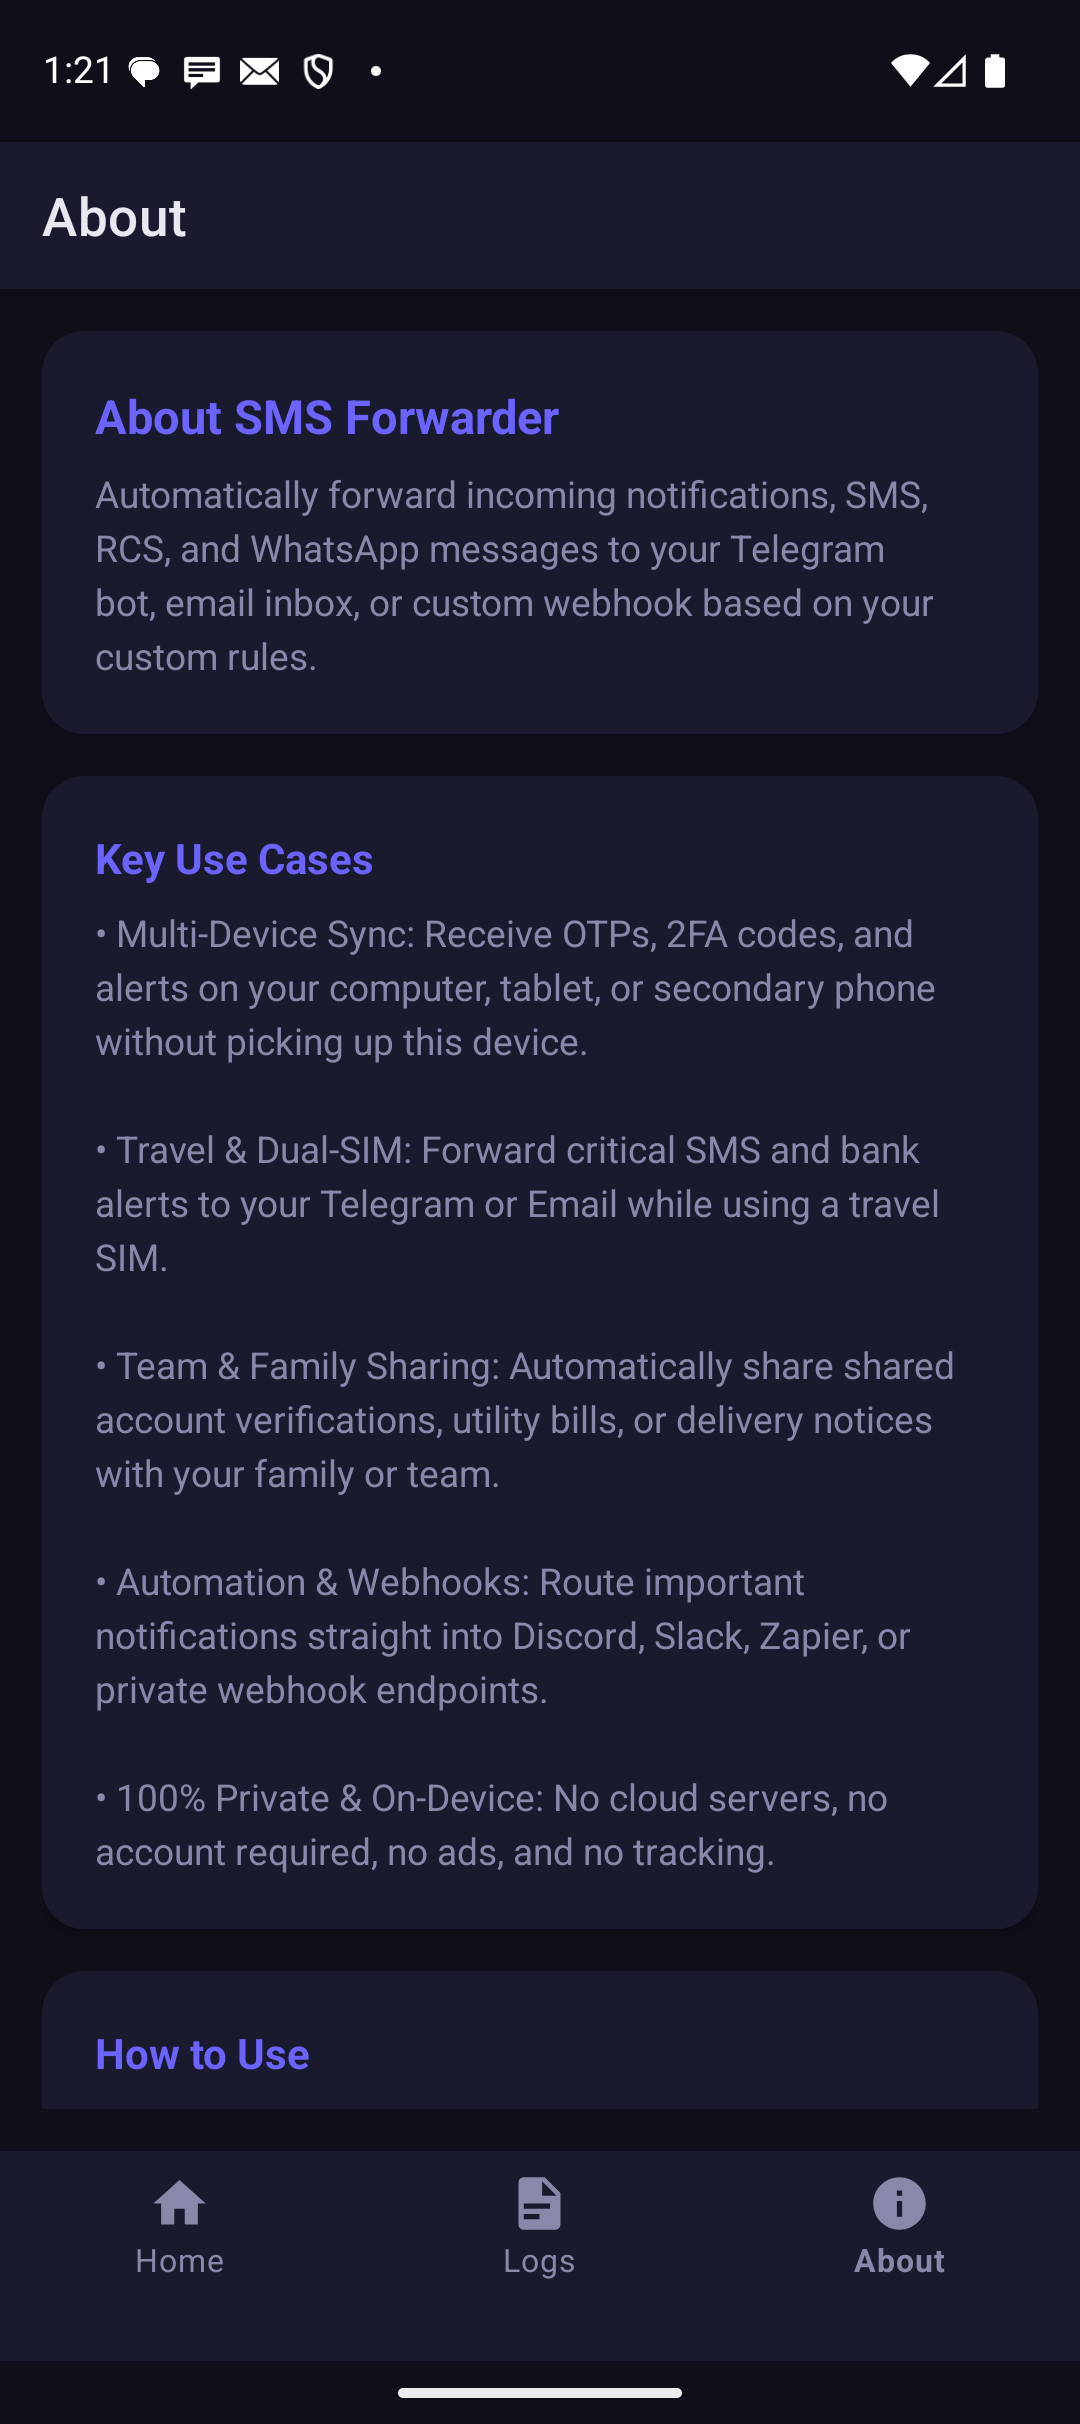 1:21
About
About SMS Forwarder
Automatically forward incoming notifications, SMS,
RCS, and WhatsApp messages to your Telegram
bot, email inbox, or custom webhook based on your
custom rules.
Key Use Cases
• Multi-Device Sync: Receive OTPs, 2FA codes, and
alerts on your computer, tablet, or secondary phone
without picking up this device.
• Travel & Dual-SIM: Forward critical SMS and bank
alerts to your Telegram or Email while using a travel
SIM.
• Team & Family Sharing: Automatically share shared
account verifications, utility bills, or delivery notices
with your family or team.
• Automation & Webhooks: Route important
notifications straight into Discord, Slack, Zapier, or
private webhook endpoints.
• 100% Private & On-Device: No cloud servers, no
account required, no ads, and no tracking.
How to Use
Home
Logs
About